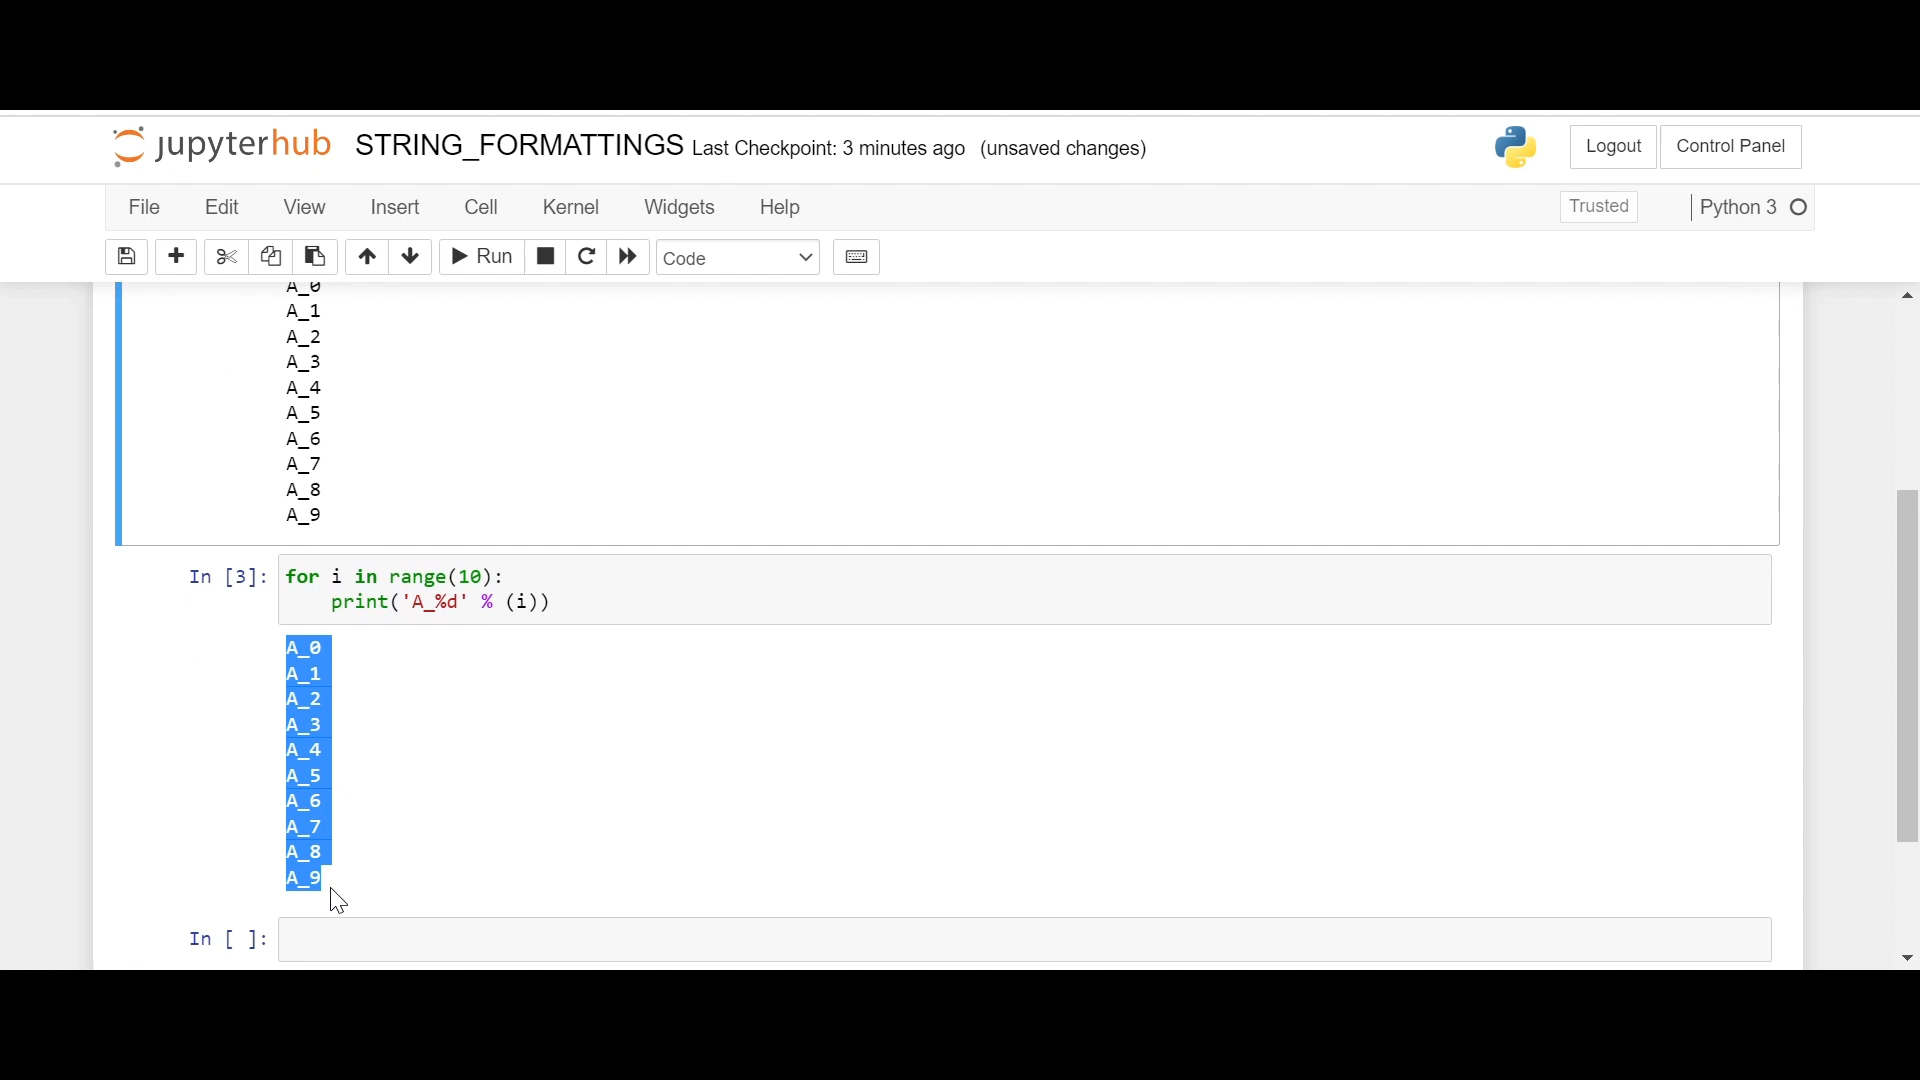 jupyterhub STRING_FORMATTINGS Last Checkpoint: 3 minutes ago (unsaved changes) Logout Control Panel
File Edit View Insert Cell Kernel Widgets Help Trusted Python 3
Run Code
A_0
A_1
A_2
A_3
A_4
A_5
A_6
A_7
A_8
A_9
In [3]: for i in range(10):
    print('A_%d' % (i))
A_0
A_1
A_2
A_3
A_4
A_5
A_6
A_7
A_8
A_9
In [ ]: